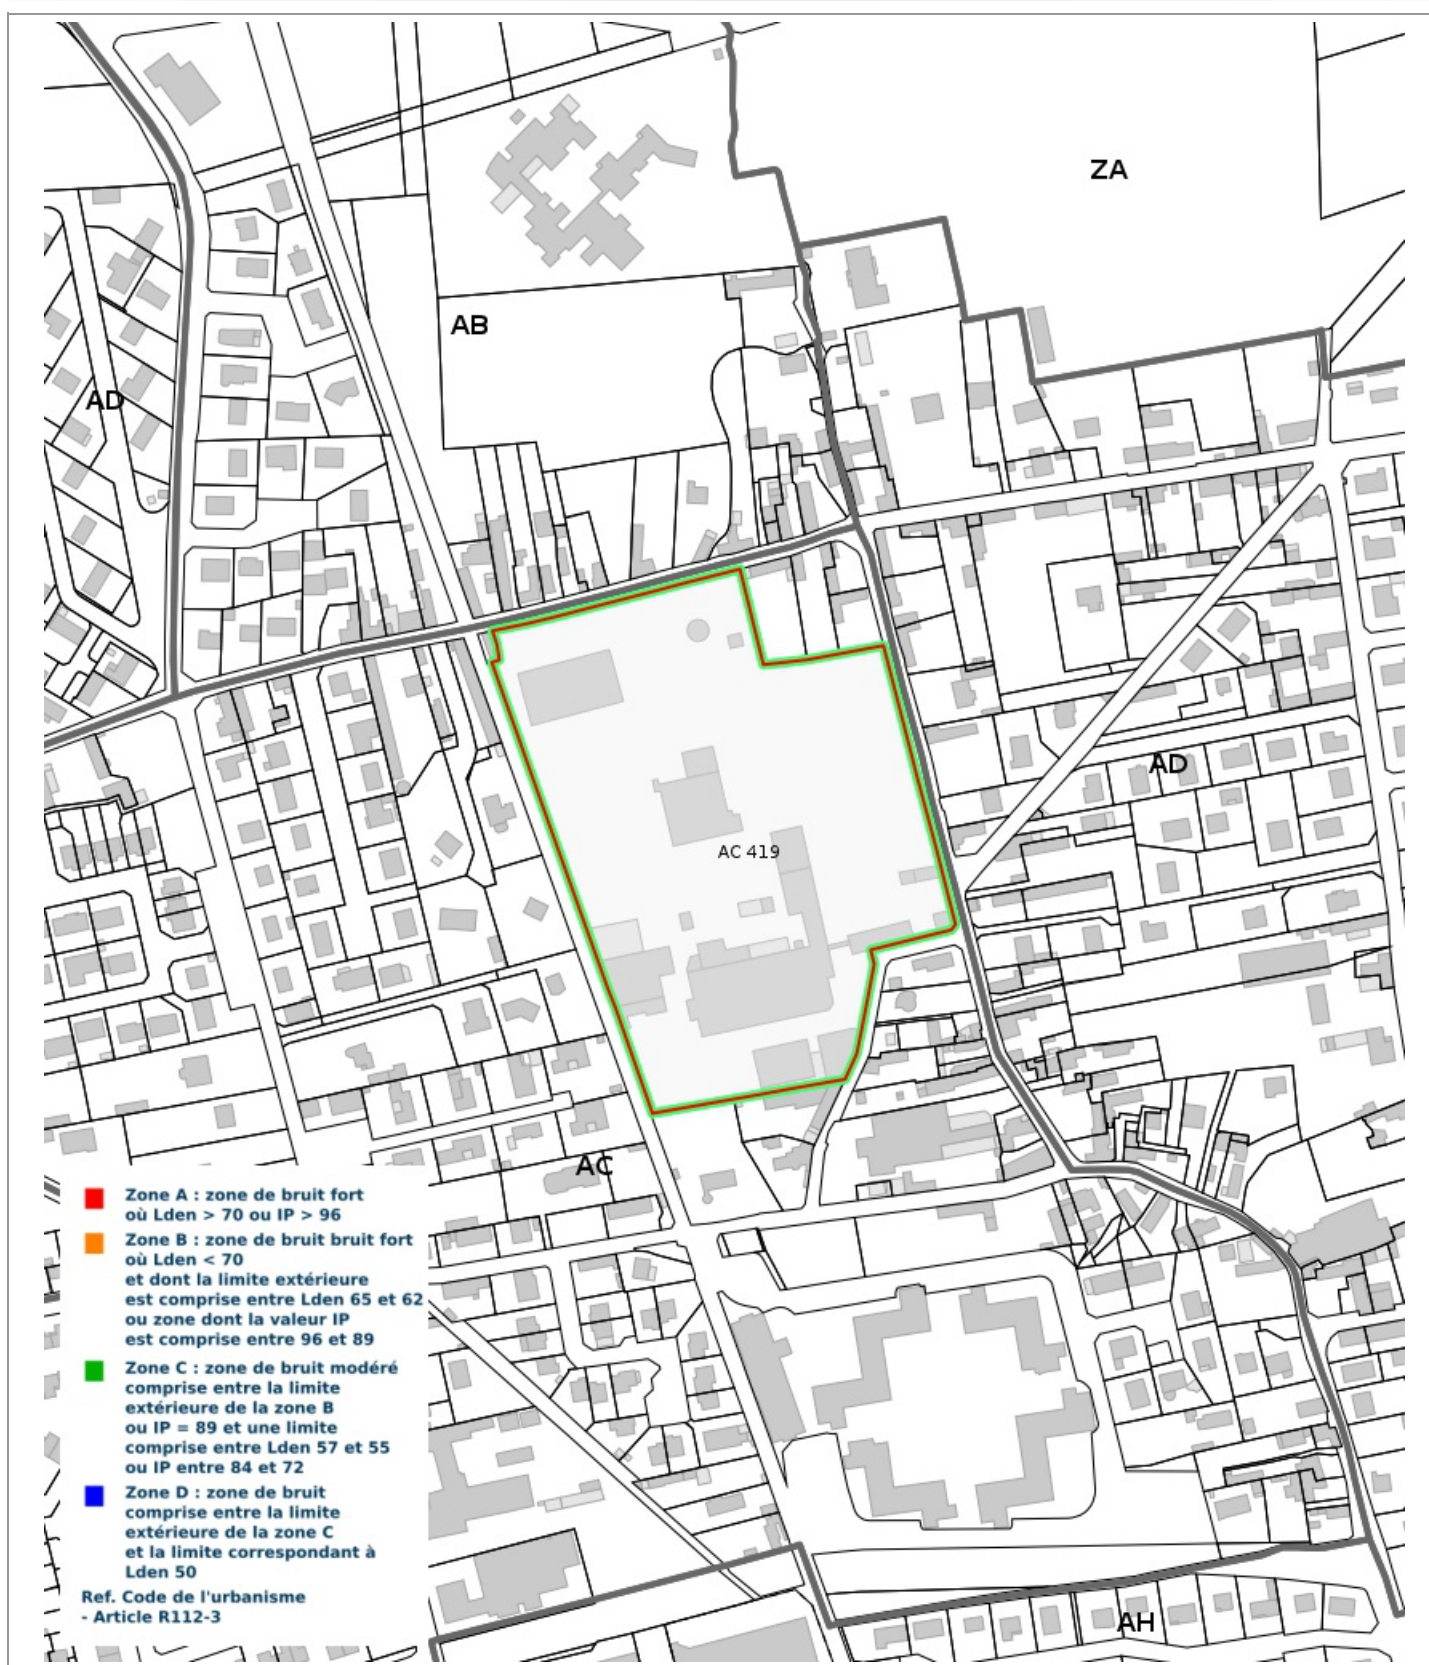 ZA
AB
AD
AD
AC 419
AC
Zone A : zone de bruit fort
où Lden > 70 ou IP > 96
Zone B : zone de bruit bruit fort
où Lden < 70
et dont la limite extérieure
est comprise entre Lden 65 et 62
ou zone dont la valeur IP
est comprise entre 96 et 89
Zone C : zone de bruit modéré
comprise entre la limite
extérieure de la zone B
ou IP = 89 et une limite
comprise entre Lden 57 et 55
ou IP entre 84 et 72
Zone D : zone de bruit
comprise entre la limite
extérieure de la zone C
et la limite correspondant à
Lden 50
Ref. Code de l'urbanisme
- Article R112-3
AH